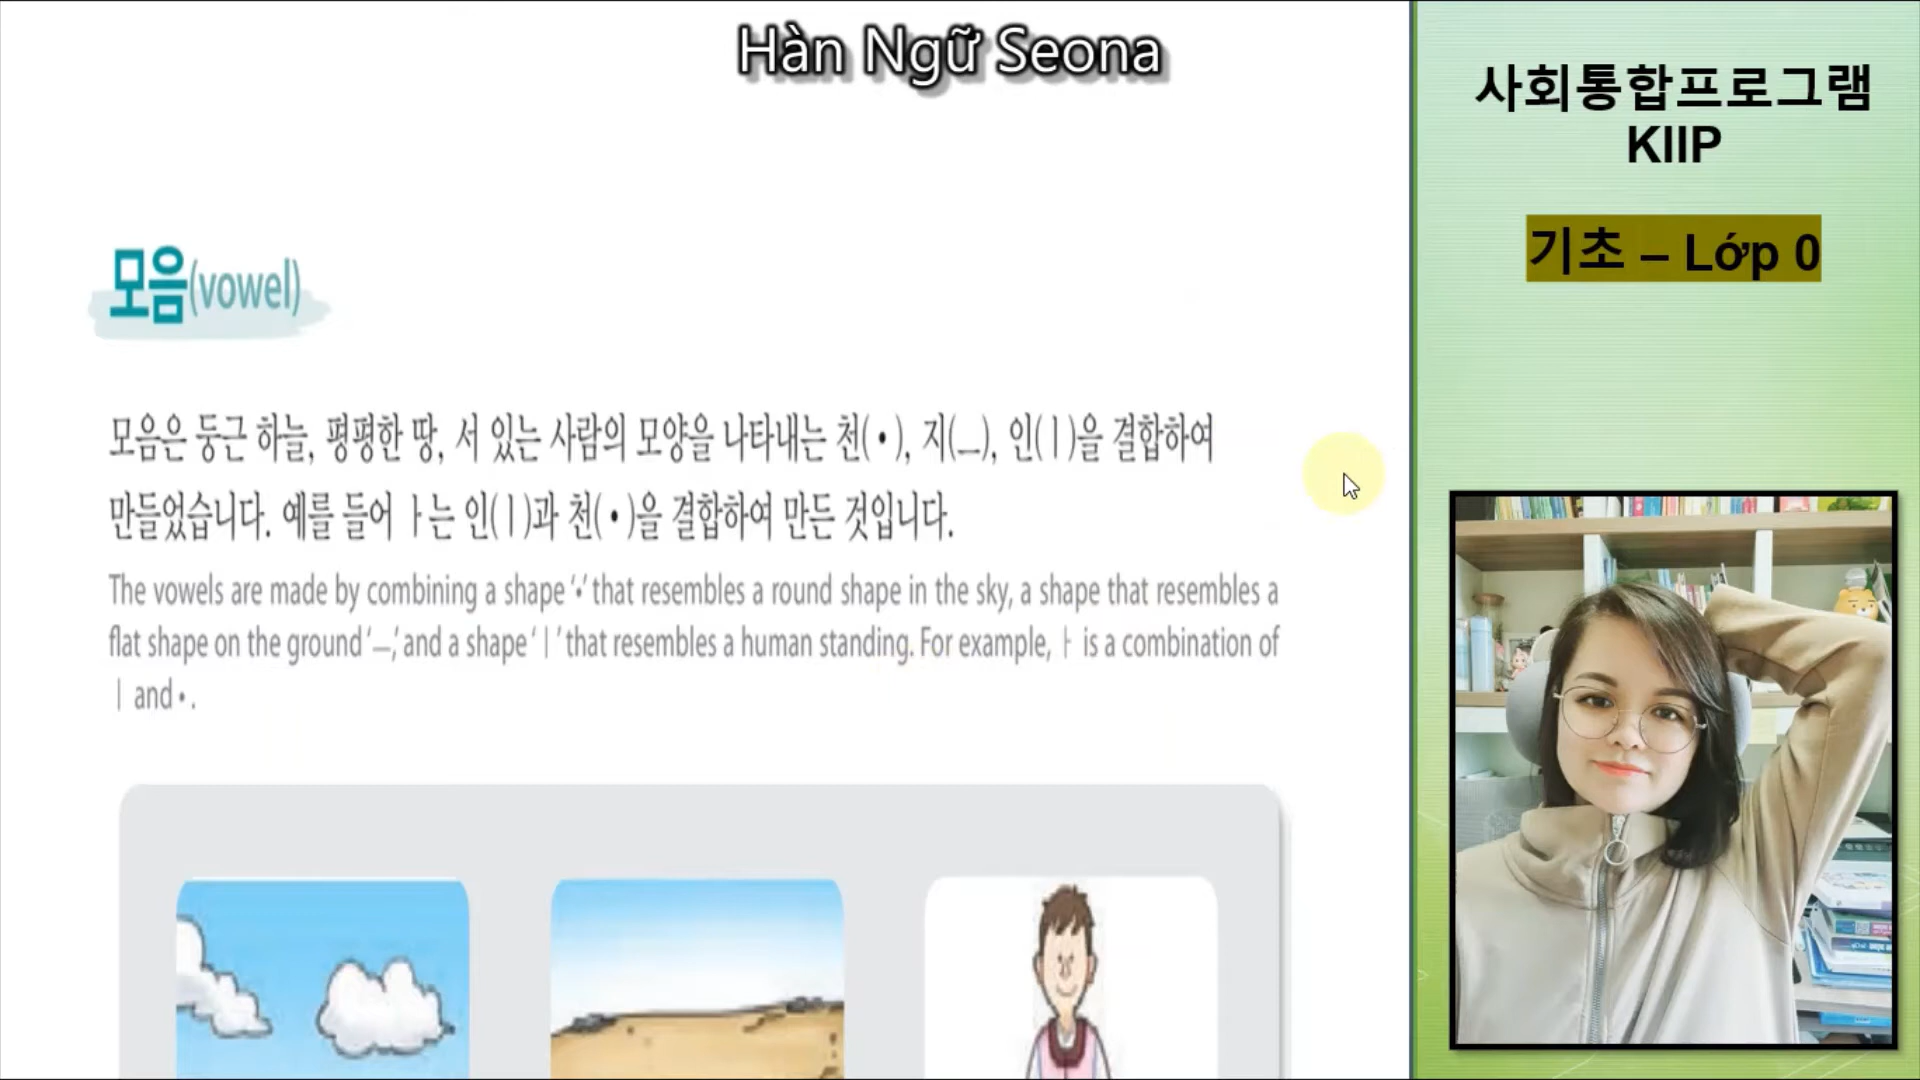 Hàn Ngữ Seona
사회통합프로그램
KIIP
기초 – Lớp 0
모음(vowel)
모음은 둥근 하늘, 평평한 땅, 서 있는 사람의 모양을 나타내는 천(•), 지(ㅡ), 인(ㅣ)을 결합하여
만들었습니다. 예를 들어 ㅏ는 인(ㅣ)과 천(•)을 결합하여 만든 것입니다.
The vowels are made by combining a shape ‘•’ that resembles a round shape in the sky, a shape that resembles a
flat shape on the ground ‘ㅡ,’ and a shape ‘ㅣ’ that resembles a human standing. For example, ㅏ is a combination of
ㅣ and •.